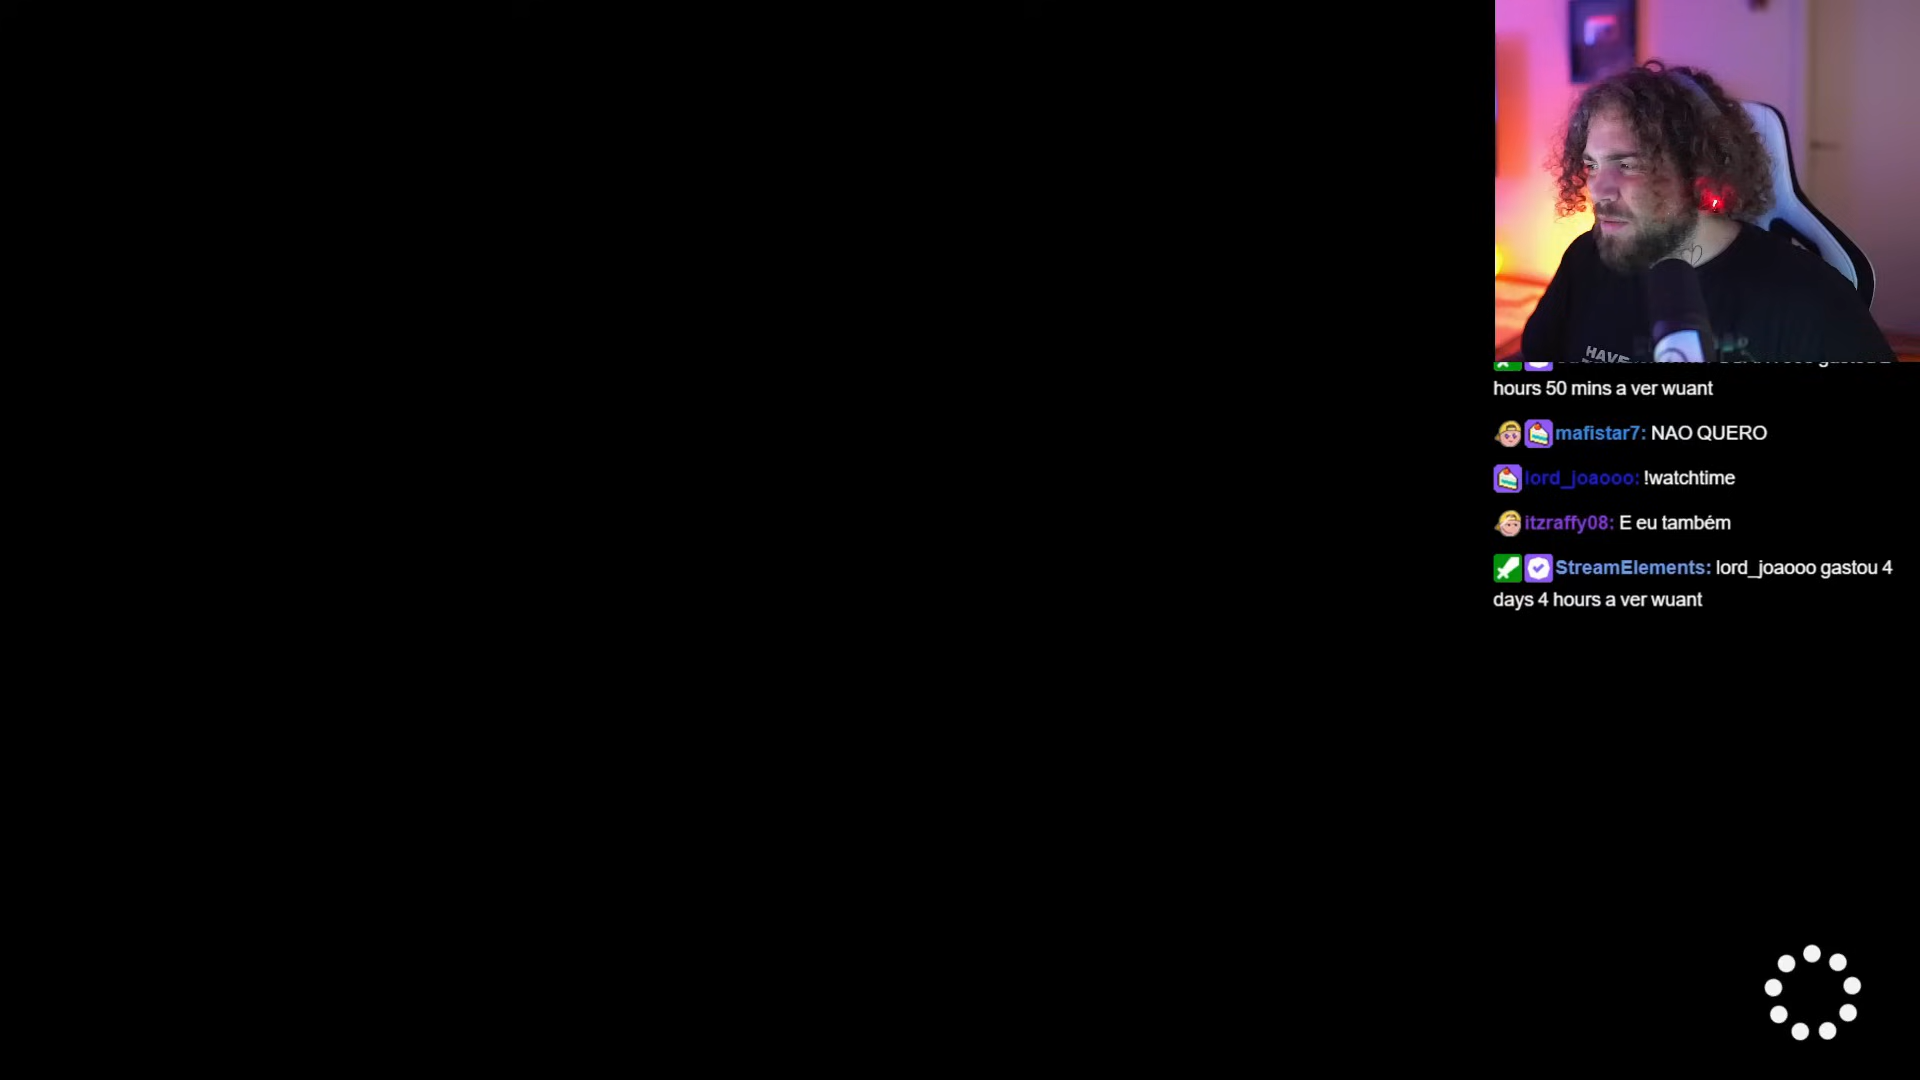 HAVE
hours 50 mins a ver wuant
mafistar7: NAO QUERO
lord_joaooo: !watchtime
itzraffy08: E eu também
StreamElements: lord_joaooo gastou 4
days 4 hours a ver wuant